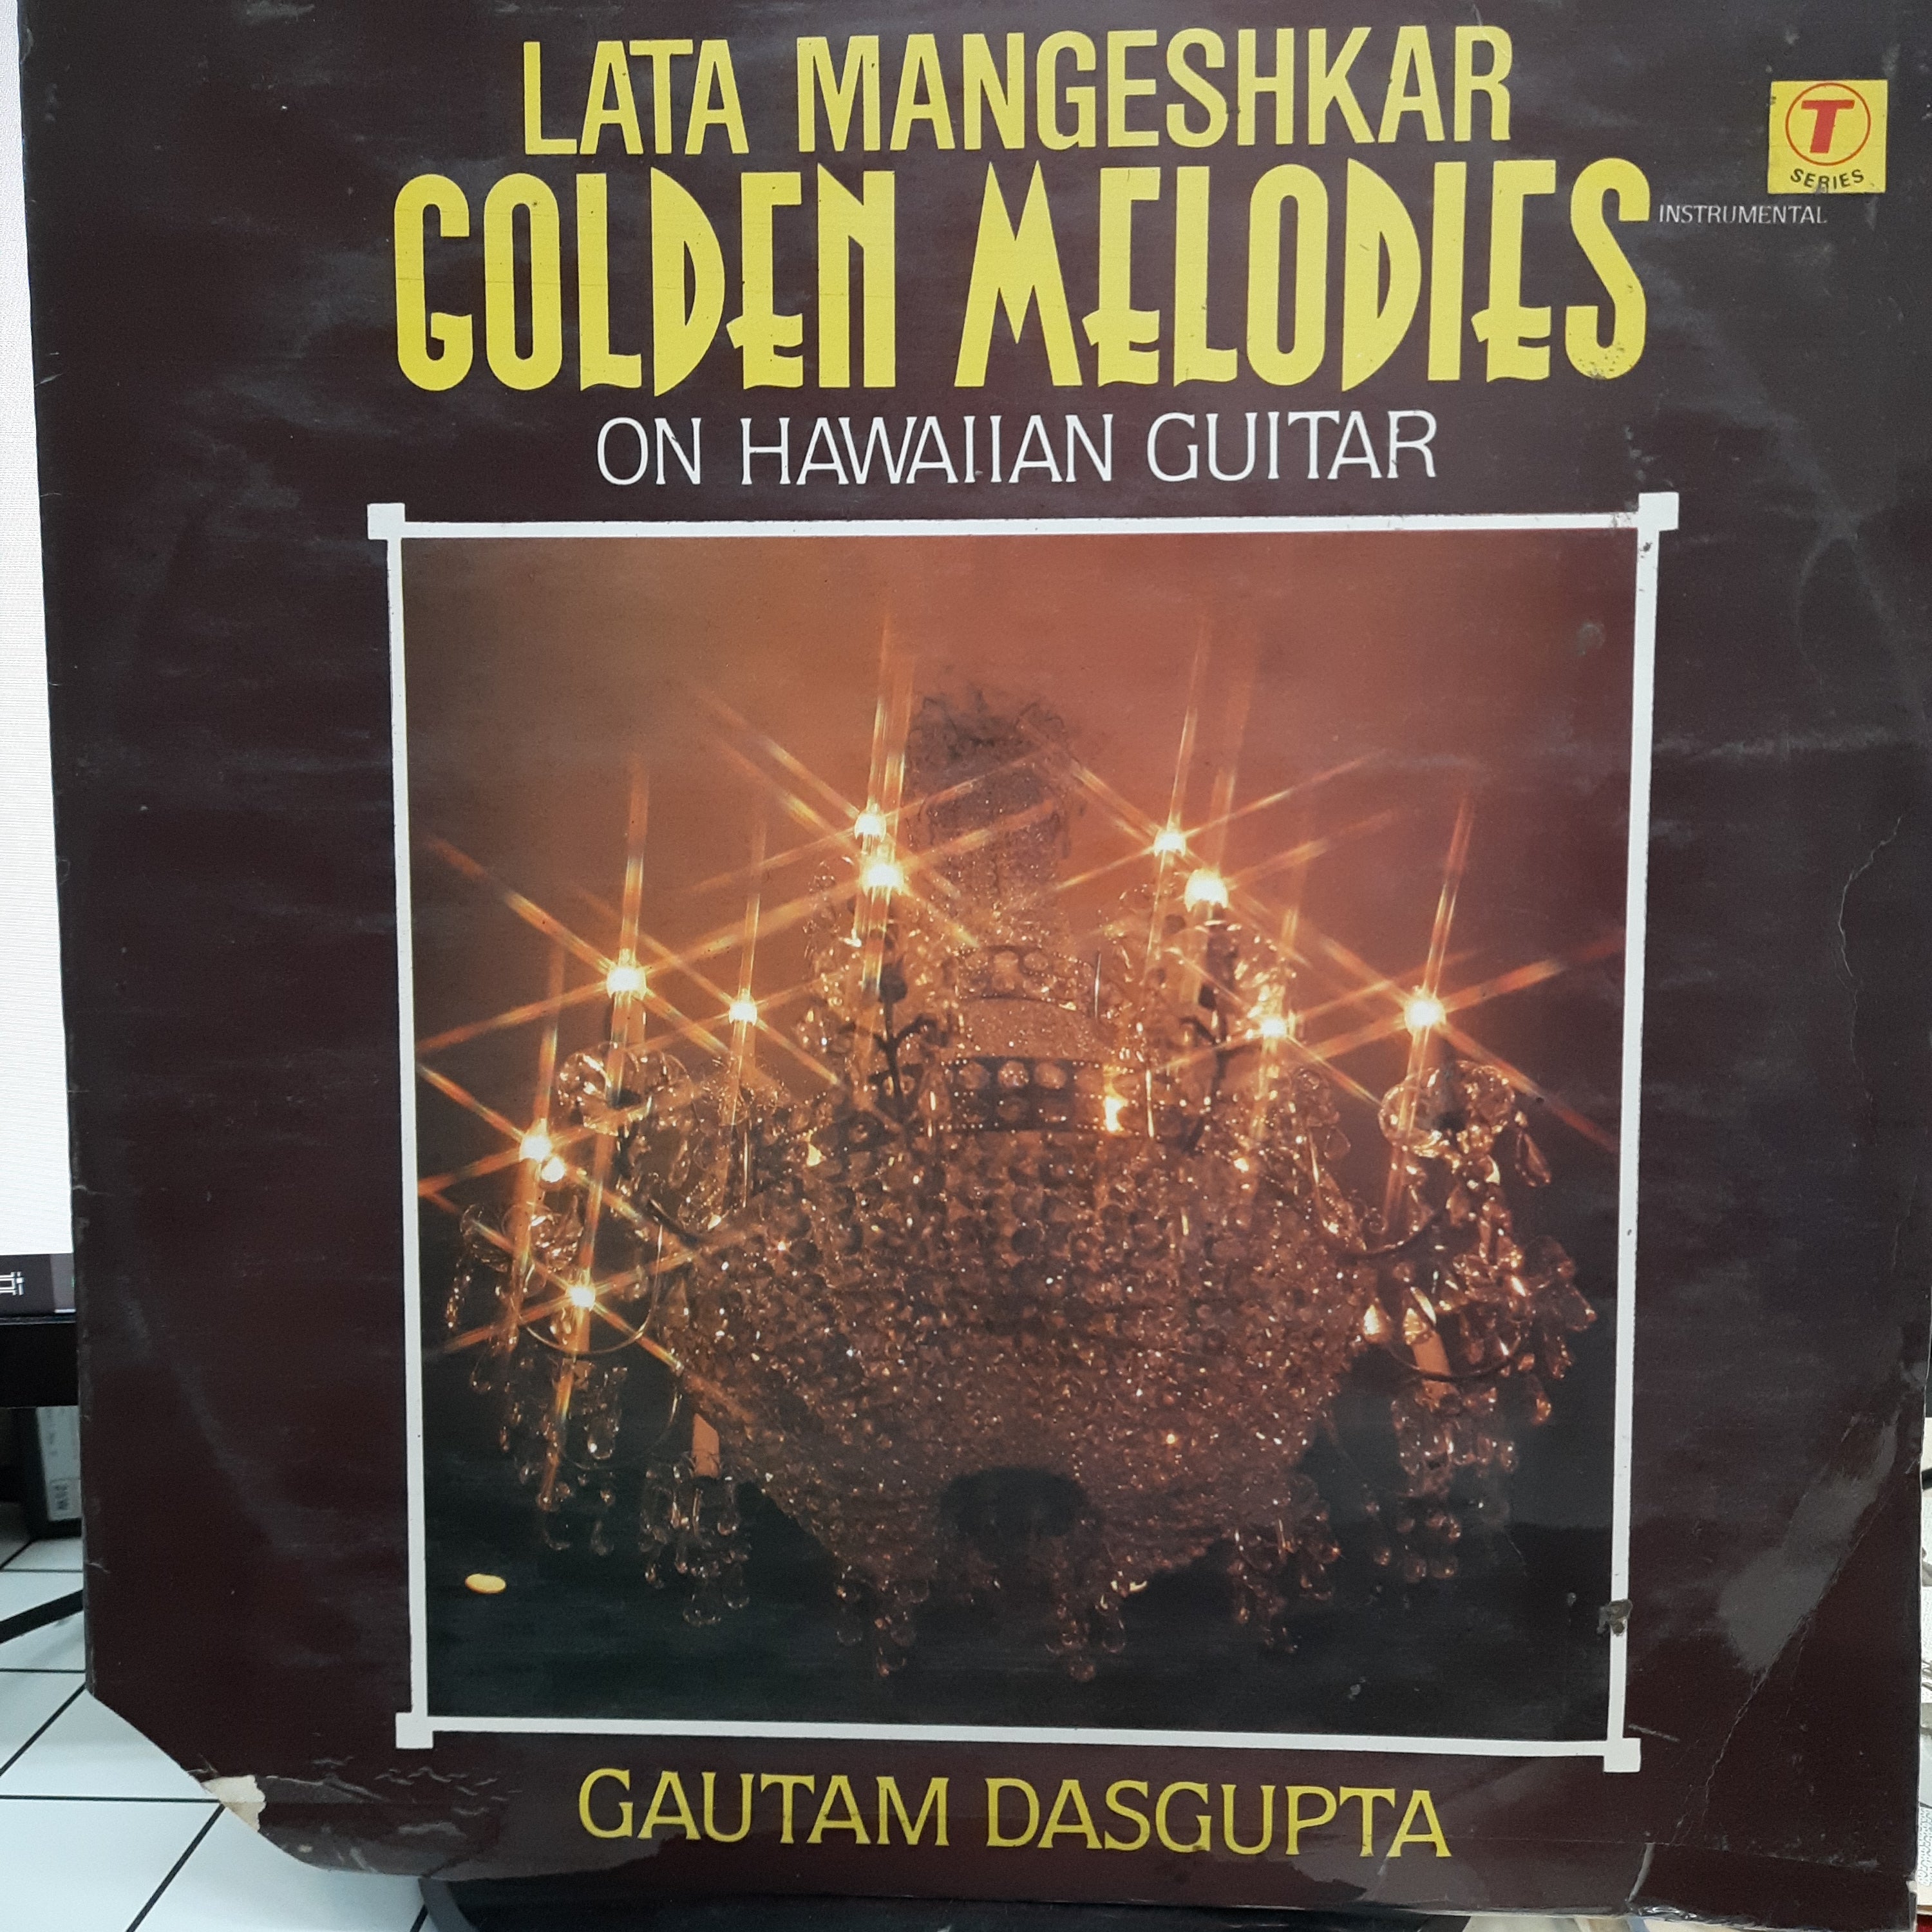 LATA MANGESHKAR
GOLDEN MELODIES
T
SERIES
INSTRUMENTAL
ON HAWAIIAN GUITAR
GAUTAM DASGUPTA